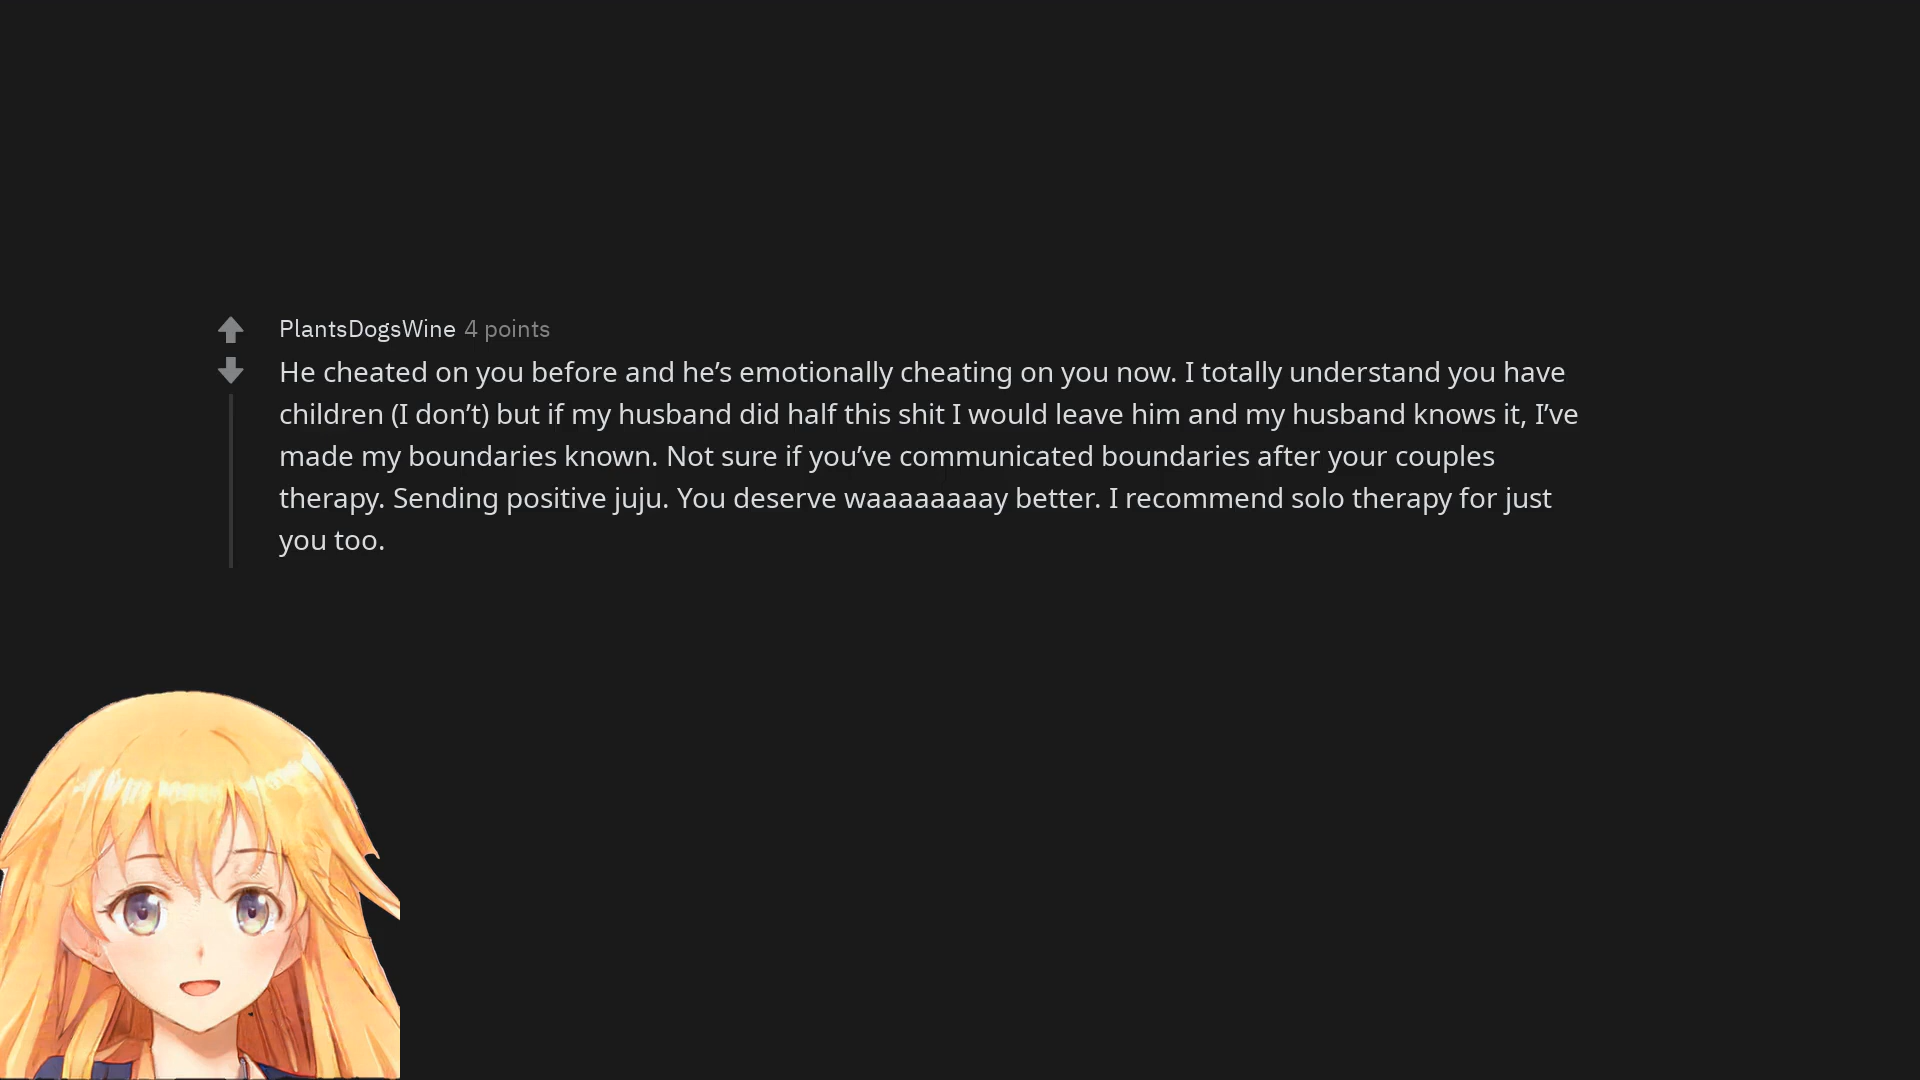 PlantsDogsWine 4 points
He cheated on you before and he’s emotionally cheating on you now. I totally understand you have
children (I don’t) but if my husband did half this shit I would leave him and my husband knows it, I’ve
made my boundaries known. Not sure if you’ve communicated boundaries after your couples
therapy. Sending positive juju. You deserve waaaaaaaay better. I recommend solo therapy for just
you too.